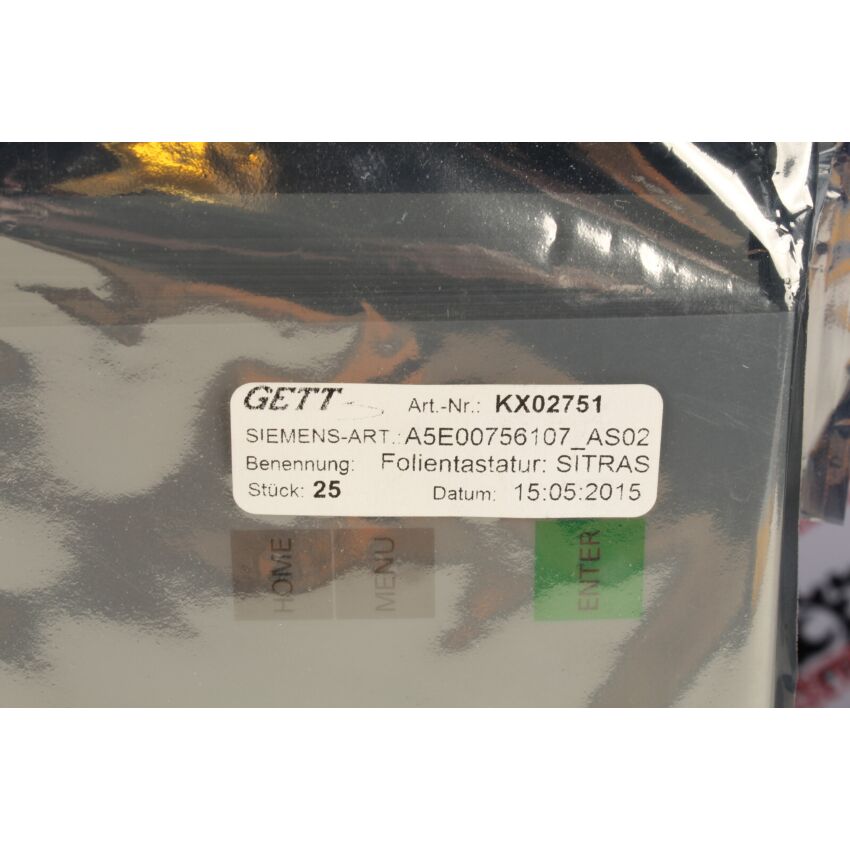 GETT Art.-Nr.: KX02751
SIEMENS-ART.: A5E00756107_AS02
Benennung: Folientastatur: SITRAS
Stück: 25 Datum: 15:05:2015
HOME
MENU
ENTER